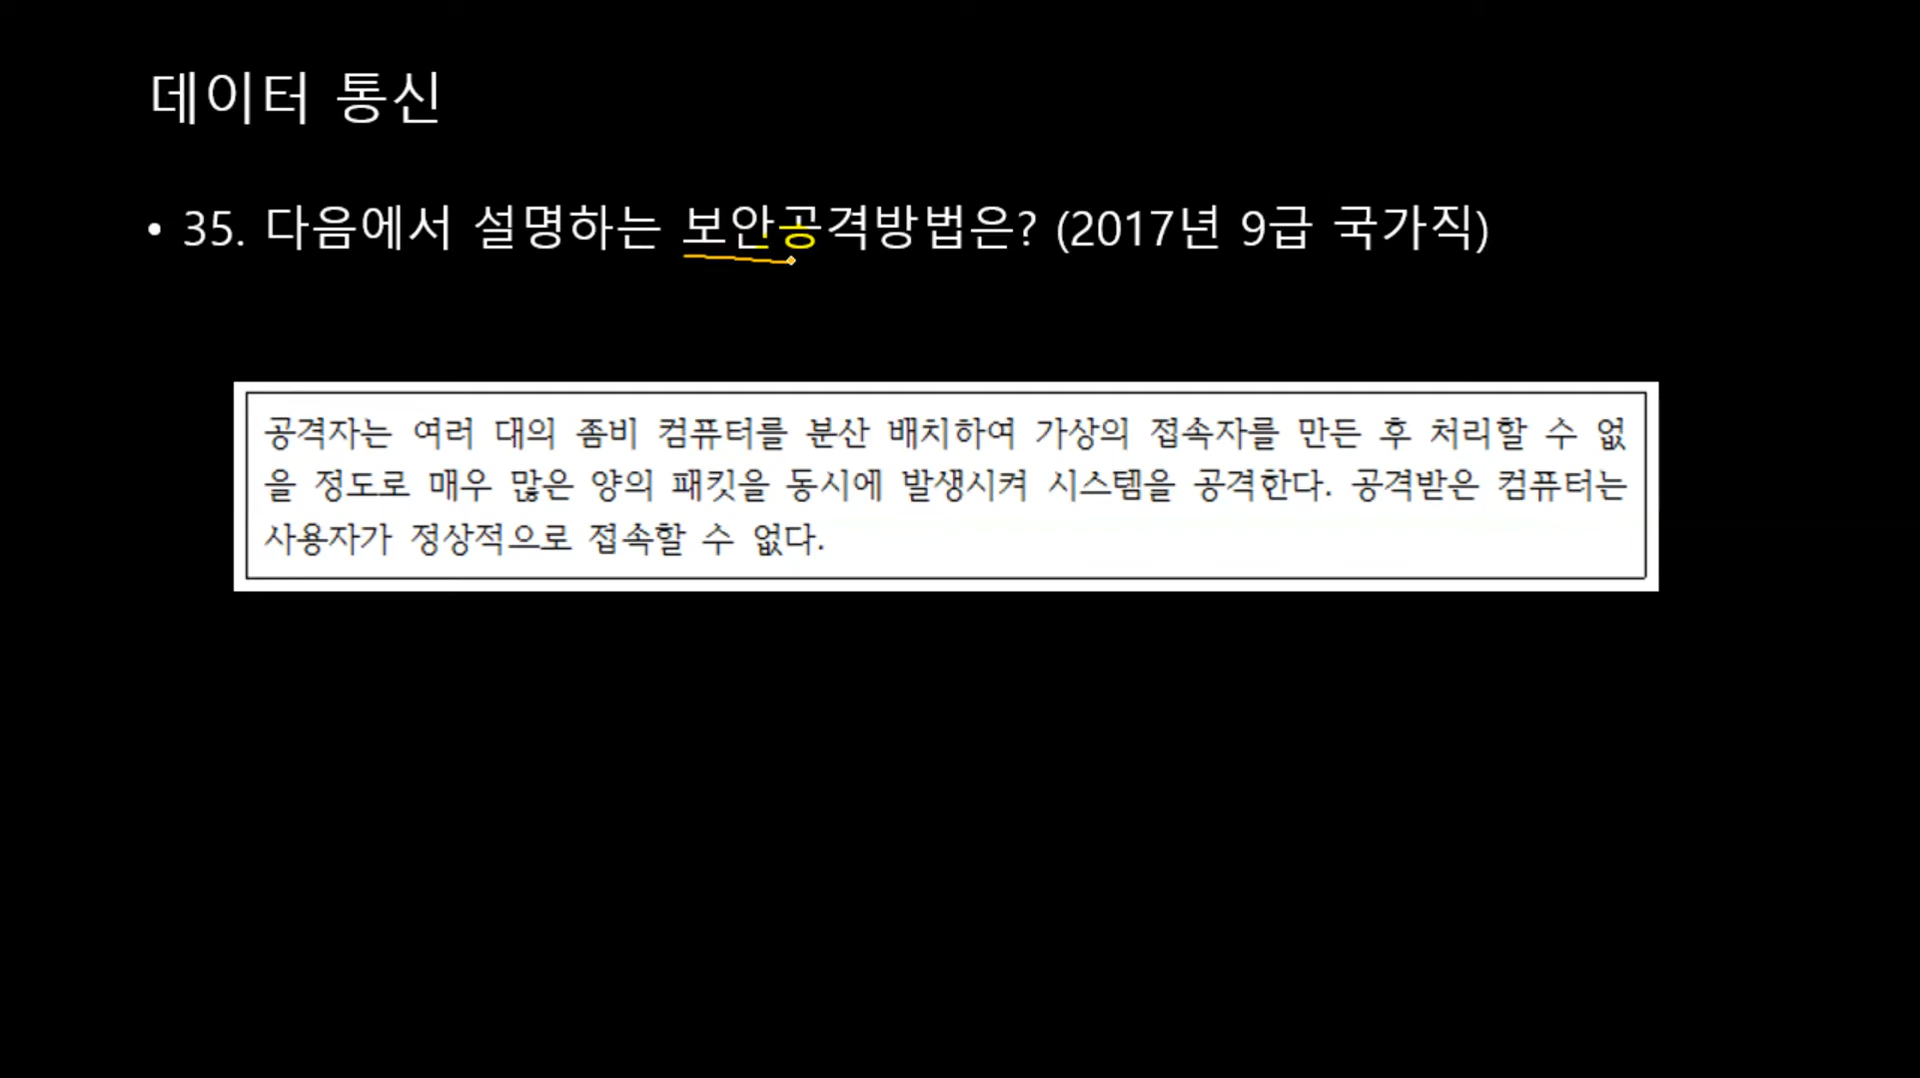 데이터 통신
• 35. 다음에서 설명하는 보안공격방법은? (2017년 9급 국가직)
공격자는 여러 대의 좀비 컴퓨터를 분산 배치하여 가상의 접속자를 만든 후 처리할 수 없
을 정도로 매우 많은 양의 패킷을 동시에 발생시켜 시스템을 공격한다. 공격받은 컴퓨터는
사용자가 정상적으로 접속할 수 없다.